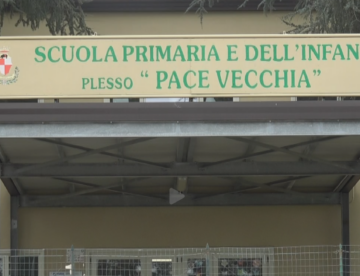 SCUOLA PRIMARIA E DELL'INFAN
PLESSO “ PACE VECCHIA”